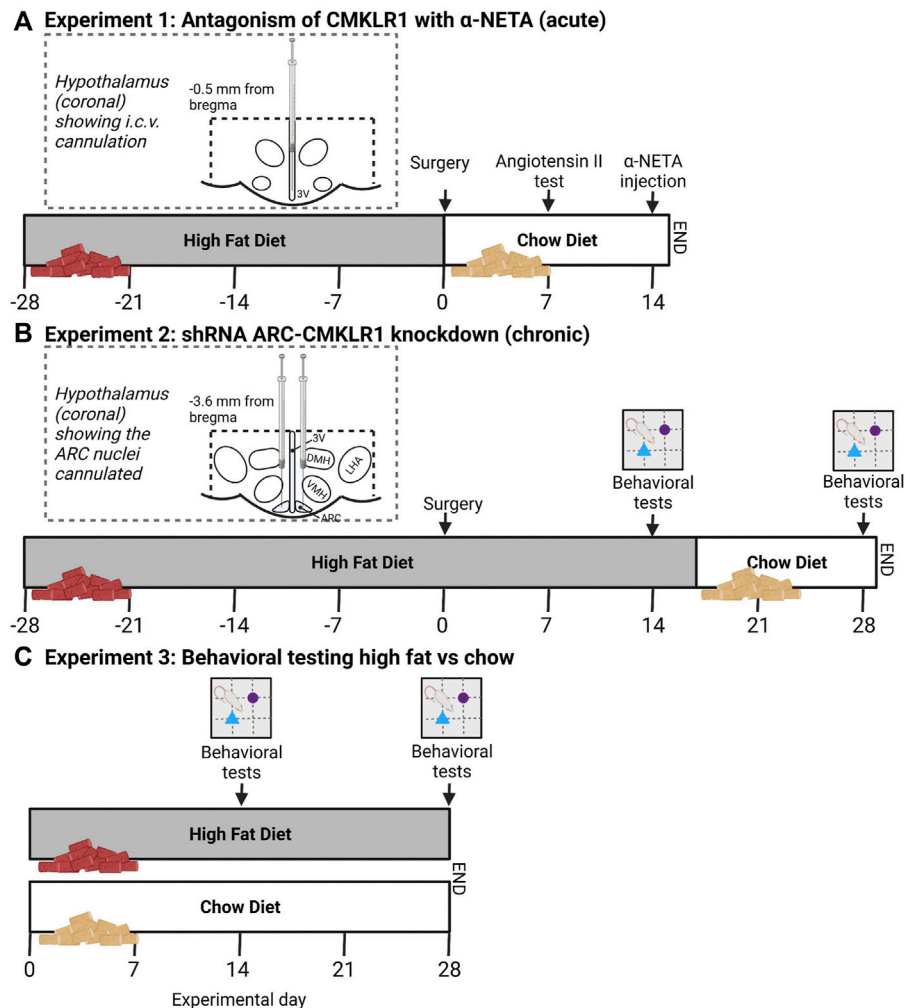 A Experiment 1: Antagonism of CMKLR1 with α-NETA (acute)
Hypothalamus
(coronal)
showing i.c.v.
cannulation
-0.5 mm from
bregma
3V
Surgery
Angiotensin II
test
α-NETA
injection
High Fat Diet
Chow Diet
END
-28 -21 -14 -7 0 7 14
B Experiment 2: shRNA ARC-CMKLR1 knockdown (chronic)
Hypothalamus
(coronal)
showing the
ARC nuclei
cannulated
-3.6 mm from
bregma
3V
DMH
LHA
VMH
ARC
Surgery
Behavioral
tests
Behavioral
tests
High Fat Diet
Chow Diet
END
-28 -21 -14 -7 0 7 14 21 28
C Experiment 3: Behavioral testing high fat vs chow
Behavioral
tests
Behavioral
tests
High Fat Diet
Chow Diet
END
0 7 14 21 28
Experimental day